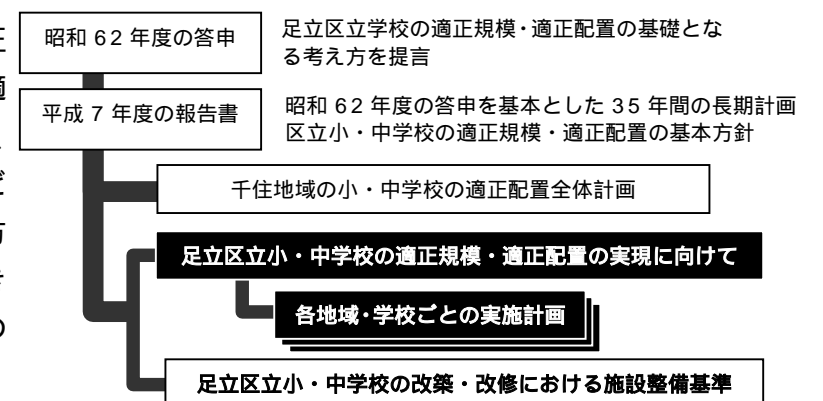 昭和 62 年度の答申
足立区立学校の適正規模・適正配置の基礎とな
る考え方を提言
平成 7 年度の報告書
昭和 62 年度の答申を基本とした 35 年間の長期計画
区立小・中学校の適正規模・適正配置の基本方針
千住地域の小・中学校の適正配置全体計画
足立区立小・中学校の適正規模・適正配置の実現に向けて
各地域・学校ごとの実施計画
足立区立小・中学校の改築・改修における施設整備基準